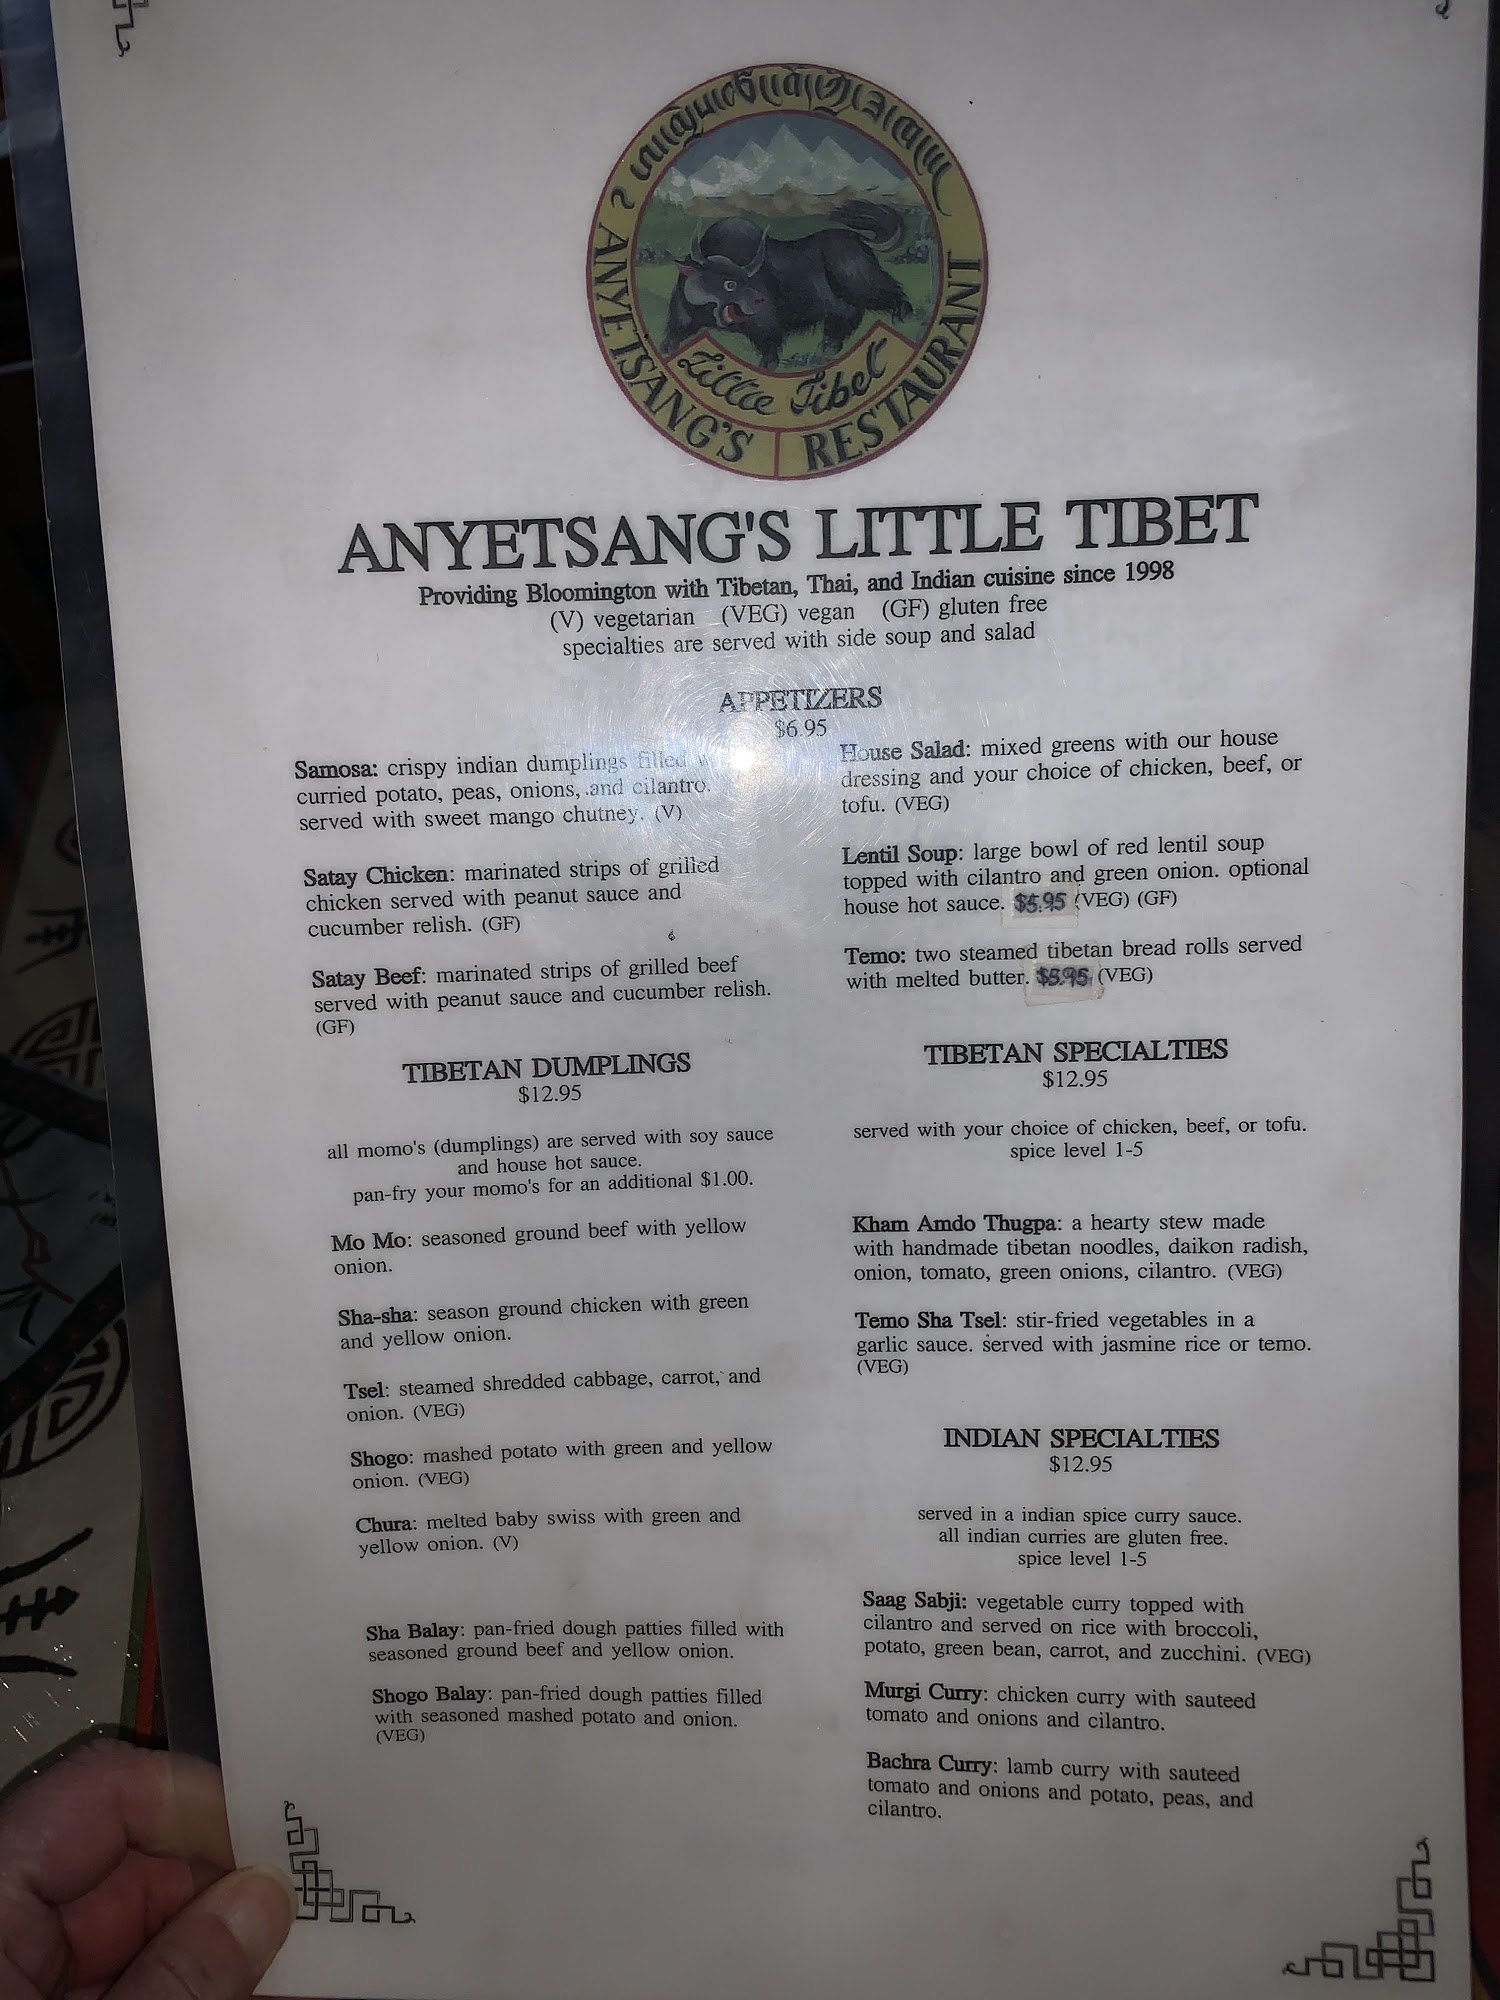 ANYETSANG'S RESTAURANT
Little Tibet
ANYETSANG'S LITTLE TIBET
Providing Bloomington with Tibetan, Thai, and Indian cuisine since 1998
(V) vegetarian (VEG) vegan (GF) gluten free
specialties are served with side soup and salad
APPETIZERS
$6.95
Samosa: crispy indian dumplings filled
curried potato, peas, onions, and cilantro.
served with sweet mango chutney. (V)
Satay Chicken: marinated strips of grilled
chicken served with peanut sauce and
cucumber relish. (GF)
Satay Beef: marinated strips of grilled beef
served with peanut sauce and cucumber relish.
(GF)
House Salad: mixed greens with our house
dressing and your choice of chicken, beef, or
tofu. (VEG)
Lentil Soup: large bowl of red lentil soup
topped with cilantro and green onion. optional
house hot sauce. $5.95 (VEG) (GF)
Temo: two steamed tibetan bread rolls served
with melted butter. $5.95 (VEG)
TIBETAN DUMPLINGS
$12.95
all momo's (dumplings) are served with soy sauce
and house hot sauce.
pan-fry your momo's for an additional $1.00.
Mo Mo: seasoned ground beef with yellow
onion.
Sha-sha: season ground chicken with green
and yellow onion.
Tsel: steamed shredded cabbage, carrot, and
onion. (VEG)
Shogo: mashed potato with green and yellow
onion. (VEG)
Chura: melted baby swiss with green and
yellow onion. (V)
Sha Balay: pan-fried dough patties filled with
seasoned ground beef and yellow onion.
Shogo Balay: pan-fried dough patties filled
with seasoned mashed potato and onion.
(VEG)
TIBETAN SPECIALTIES
$12.95
served with your choice of chicken, beef, or tofu.
spice level 1-5
Kham Amdo Thugpa: a hearty stew made
with handmade tibetan noodles, daikon radish,
onion, tomato, green onions, cilantro. (VEG)
Temo Sha Tsel: stir-fried vegetables in a
garlic sauce. served with jasmine rice or temo.
(VEG)
INDIAN SPECIALTIES
$12.95
served in a indian spice curry sauce.
all indian curries are gluten free.
spice level 1-5
Saag Sabji: vegetable curry topped with
cilantro and served on rice with broccoli,
potato, green bean, carrot, and zucchini. (VEG)
Murgi Curry: chicken curry with sauteed
tomato and onions and cilantro.
Bachra Curry: lamb curry with sauteed
tomato and onions and potato, peas, and
cilantro.